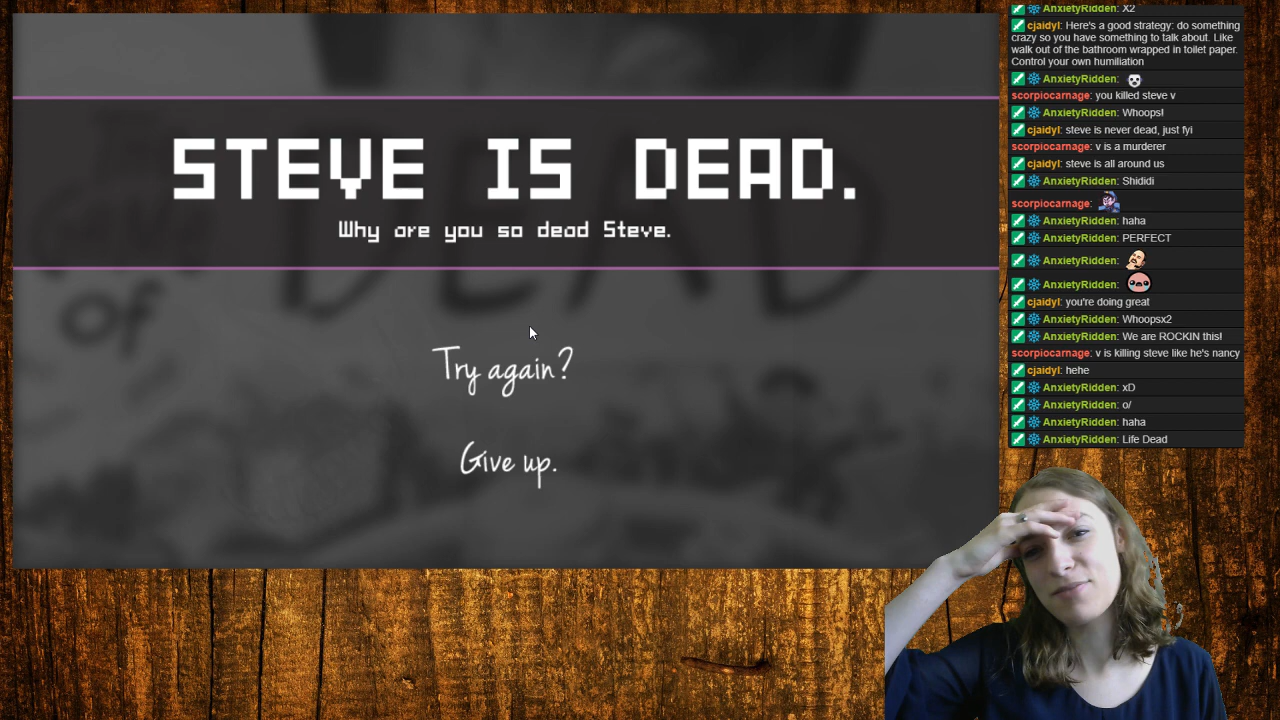 STEVE IS DEAD.
Why are you so dead Steve.
Try again?
Give up.
of
DEAD
AnxietyRidden: X2
cjaidyl: Here's a good strategy: do something
crazy so you have something to talk about. Like
walk out of the bathroom wrapped in toilet paper.
Control your own humiliation
AnxietyRidden:
scorpiocarnage: you killed steve v
AnxietyRidden: Whoops!
cjaidyl: steve is never dead, just fyi
scorpiocarnage: v is a murderer
cjaidyl: steve is all around us
AnxietyRidden: Shididi
scorpiocarnage:
AnxietyRidden: haha
AnxietyRidden: PERFECT
AnxietyRidden:
AnxietyRidden:
cjaidyl: you're doing great
AnxietyRidden: Whoopsx2
AnxietyRidden: We are ROCKIN this!
scorpiocarnage: v is killing steve like he's nancy
cjaidyl: hehe
AnxietyRidden: xD
AnxietyRidden: o/
AnxietyRidden: haha
AnxietyRidden: Life Dead